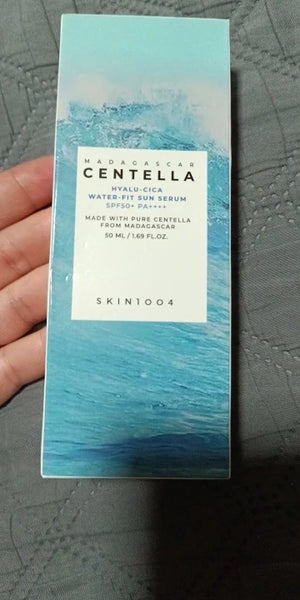 MADAGASCAR
CENTELLA
HYALU-CICA
WATER-FIT SUN SERUM
SPF50+ PA++++
MADE WITH PURE CENTELLA
FROM MADAGASCAR
50 ML / 1.69 FL.OZ.
SKIN1004